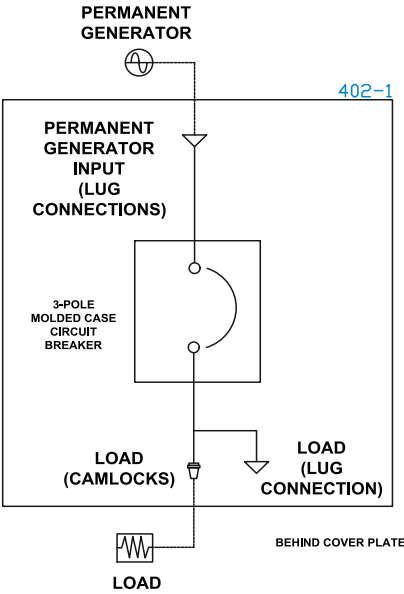 PERMANENT
GENERATOR
402-1
PERMANENT
GENERATOR
INPUT
(LUG
CONNECTIONS)
3-POLE
MOLDED CASE
CIRCUIT
BREAKER
LOAD
(CAMLOCKS)
LOAD
(LUG
CONNECTION)
BEHIND COVER PLATE
LOAD